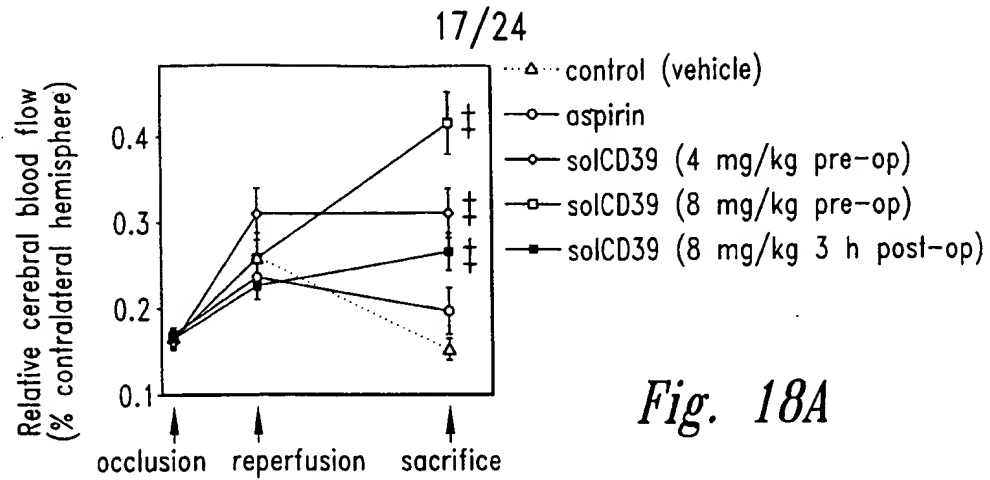 17/24
Relative cerebral blood flow
(% contralateral hemisphere)
0.4
0.3
0.2
0.1
‡
‡
‡
occlusion
reperfusion
sacrifice
control (vehicle)
aspirin
solCD39 (4 mg/kg pre-op)
solCD39 (8 mg/kg pre-op)
solCD39 (8 mg/kg 3 h post-op)
Fig. 18A